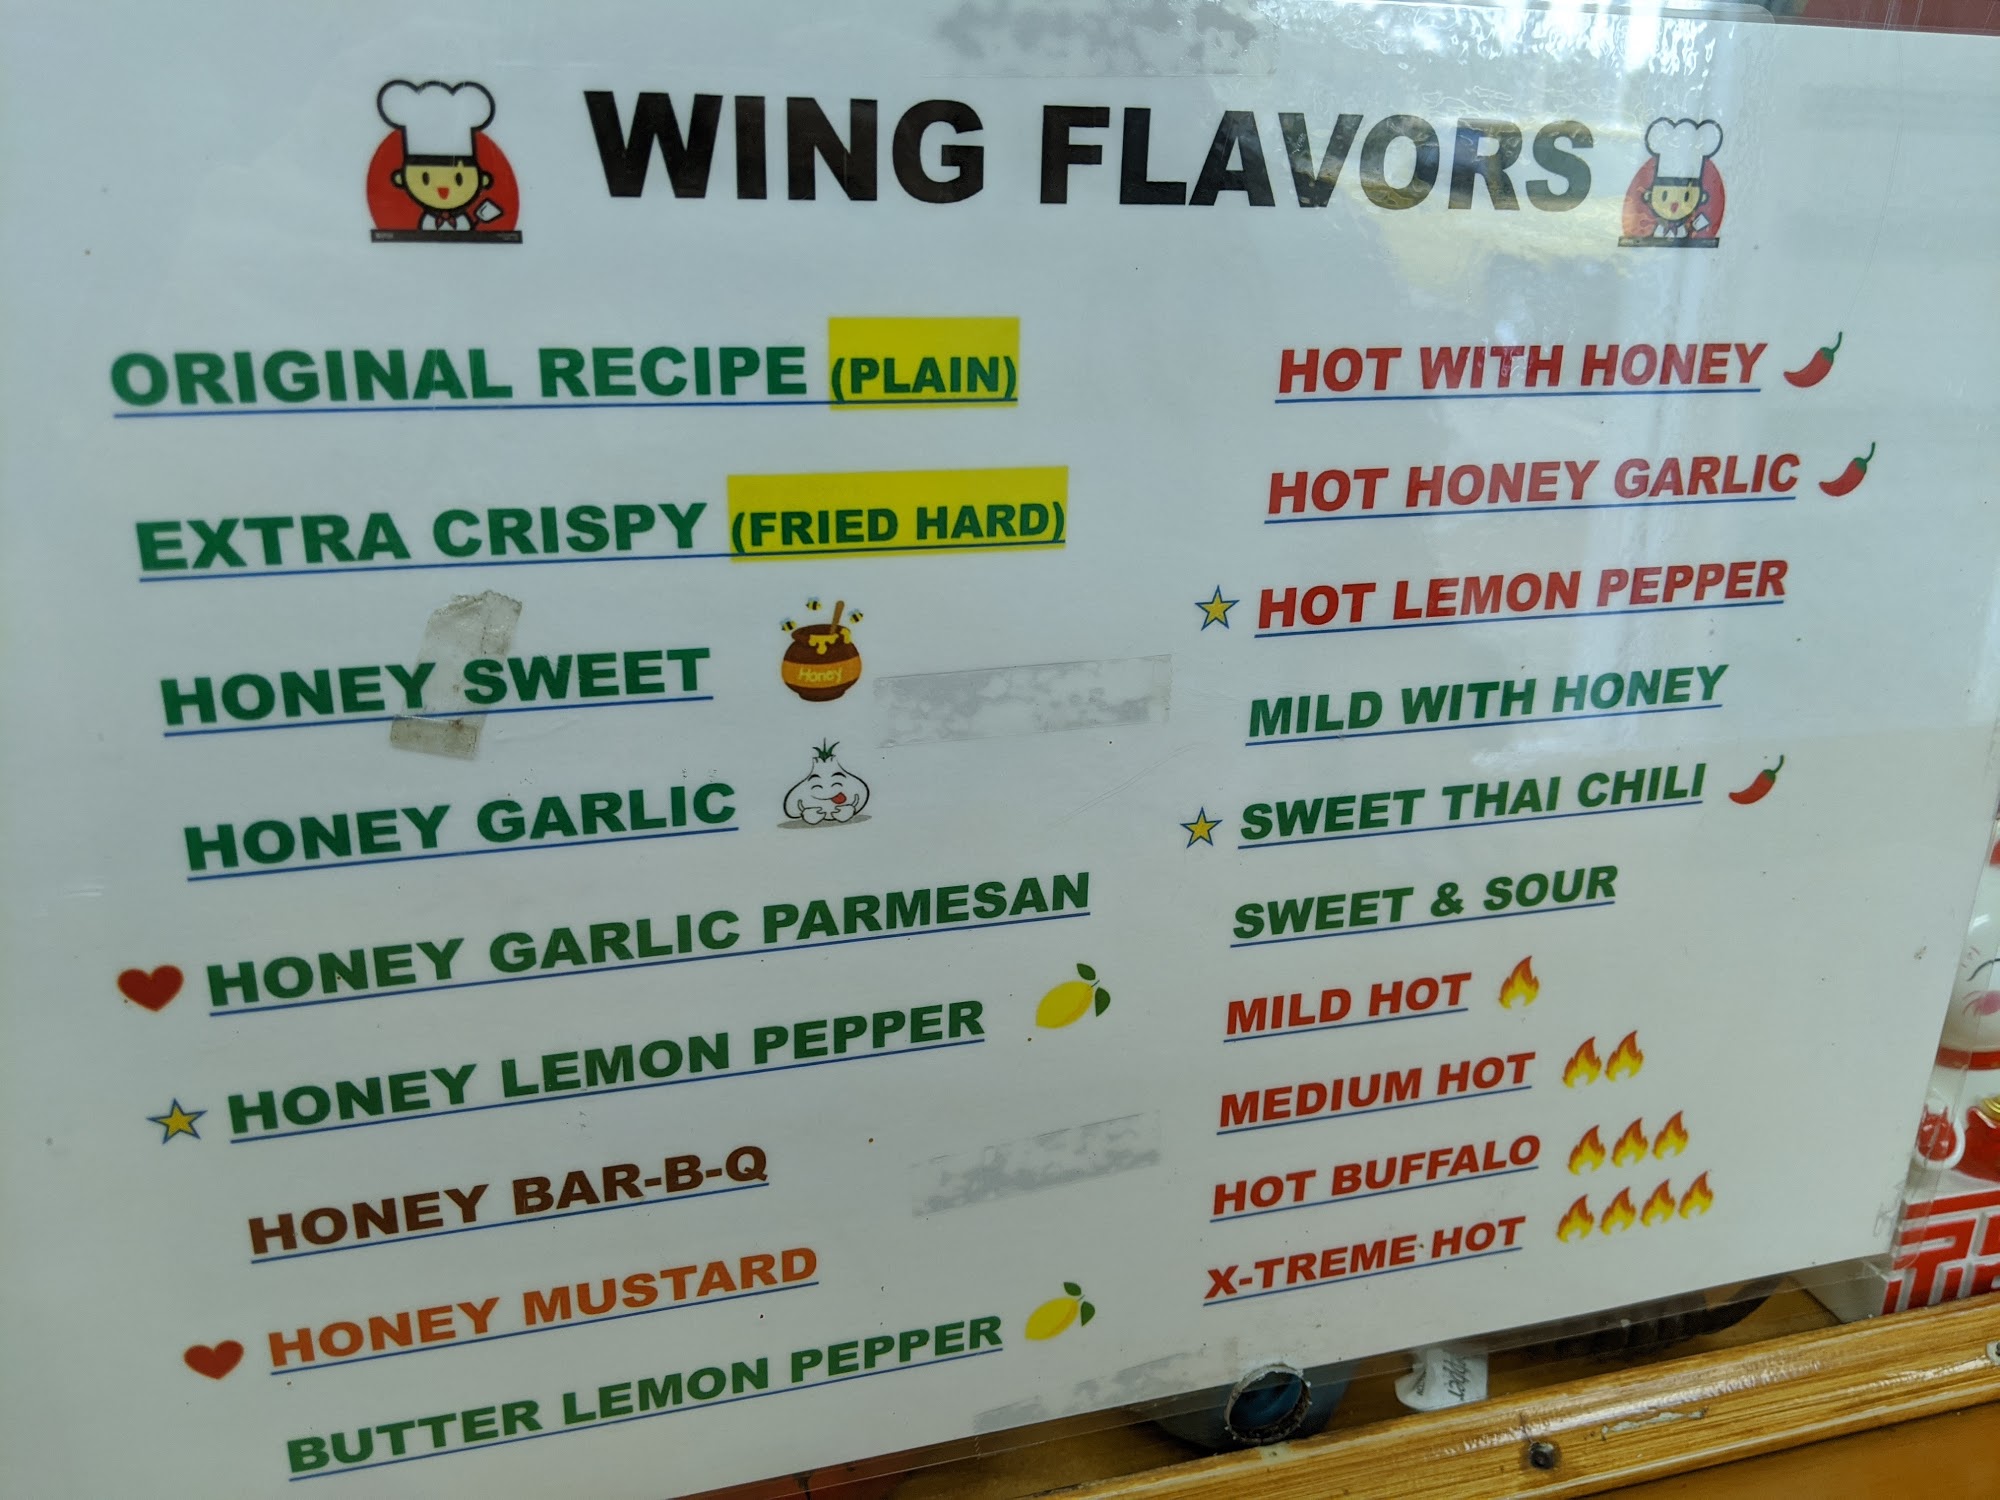 WING FLAVORS
ORIGINAL RECIPE (PLAIN)
EXTRA CRISPY (FRIED HARD)
HONEY SWEET
Honey
HONEY GARLIC
HONEY GARLIC PARMESAN
HONEY LEMON PEPPER
HONEY BAR-B-Q
HONEY MUSTARD
BUTTER LEMON PEPPER
HOT WITH HONEY
HOT HONEY GARLIC
HOT LEMON PEPPER
MILD WITH HONEY
SWEET THAI CHILI
SWEET & SOUR
MILD HOT
MEDIUM HOT
HOT BUFFALO
X-TREME HOT